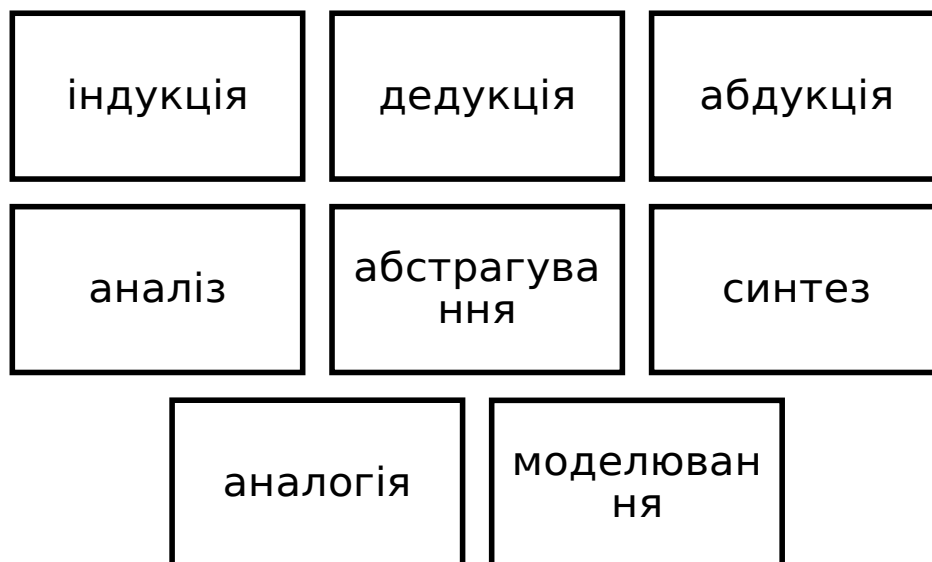 індукція
дедукція
абдукція
аналіз
абстрагува
ння
синтез
аналогія
моделюван
ня